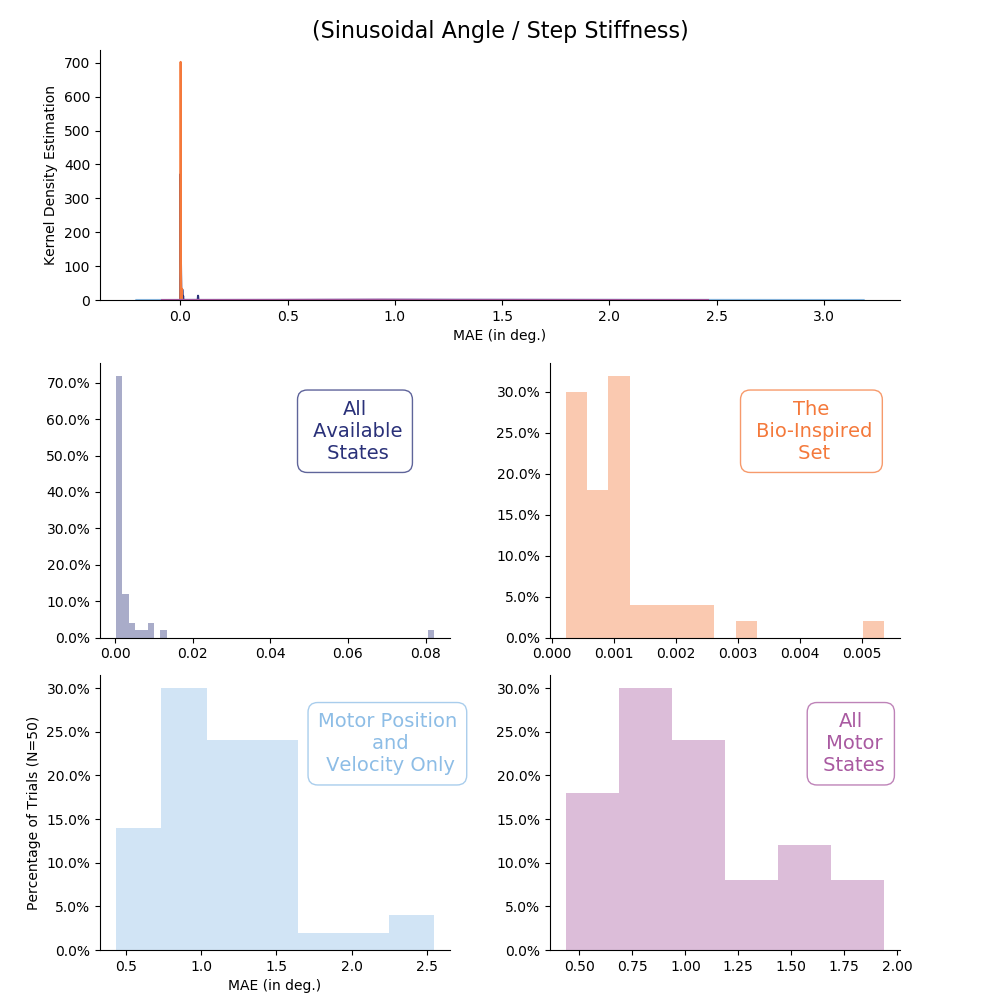 (Sinusoidal Angle / Step Stiffness)
Kernel Density Estimation
700
600
500
400
300
200
100
0
0.0 0.5 1.0 1.5 2.0 2.5 3.0
MAE (in deg.)
70.0%
60.0%
50.0%
40.0%
30.0%
20.0%
10.0%
0.0%
All
Available
States
0.00 0.02 0.04 0.06 0.08
30.0%
25.0%
20.0%
15.0%
10.0%
5.0%
0.0%
The
Bio-Inspired
Set
0.000 0.001 0.002 0.003 0.004 0.005
Percentage of Trials (N=50)
30.0%
25.0%
20.0%
15.0%
10.0%
5.0%
0.0%
Motor Position
and
Velocity Only
0.5 1.0 1.5 2.0 2.5
MAE (in deg.)
30.0%
25.0%
20.0%
15.0%
10.0%
5.0%
0.0%
All
Motor
States
0.50 0.75 1.00 1.25 1.50 1.75 2.00